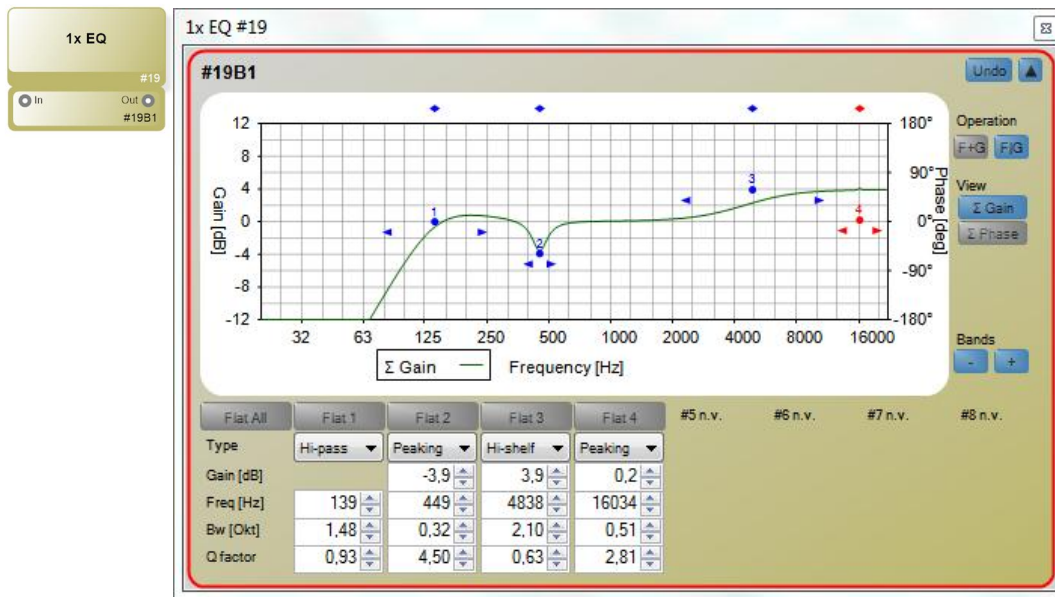 1x EQ
#19
In Out
#19B1
1x EQ #19
#19B1
Undo
12
8
4
0
-4
-8
-12
Gain [dB]
1
2
3
4
180°
90°
0°
-90°
-180°
Phase [deg]
32 63 125 250 500 1000 2000 4000 8000 16000
Σ Gain
Frequency [Hz]
Operation
F+G F|G
View
Σ Gain
Σ Phase
Bands
- +
Flat All Flat 1 Flat 2 Flat 3 Flat 4 #5 n.v. #6 n.v. #7 n.v. #8 n.v.
Type Hi-pass Peaking Hi-shelf Peaking
Gain [dB] -3,9 3,9 0,2
Freq [Hz] 139 449 4838 16034
Bw [Okt] 1,48 0,32 2,10 0,51
Q factor 0,93 4,50 0,63 2,81